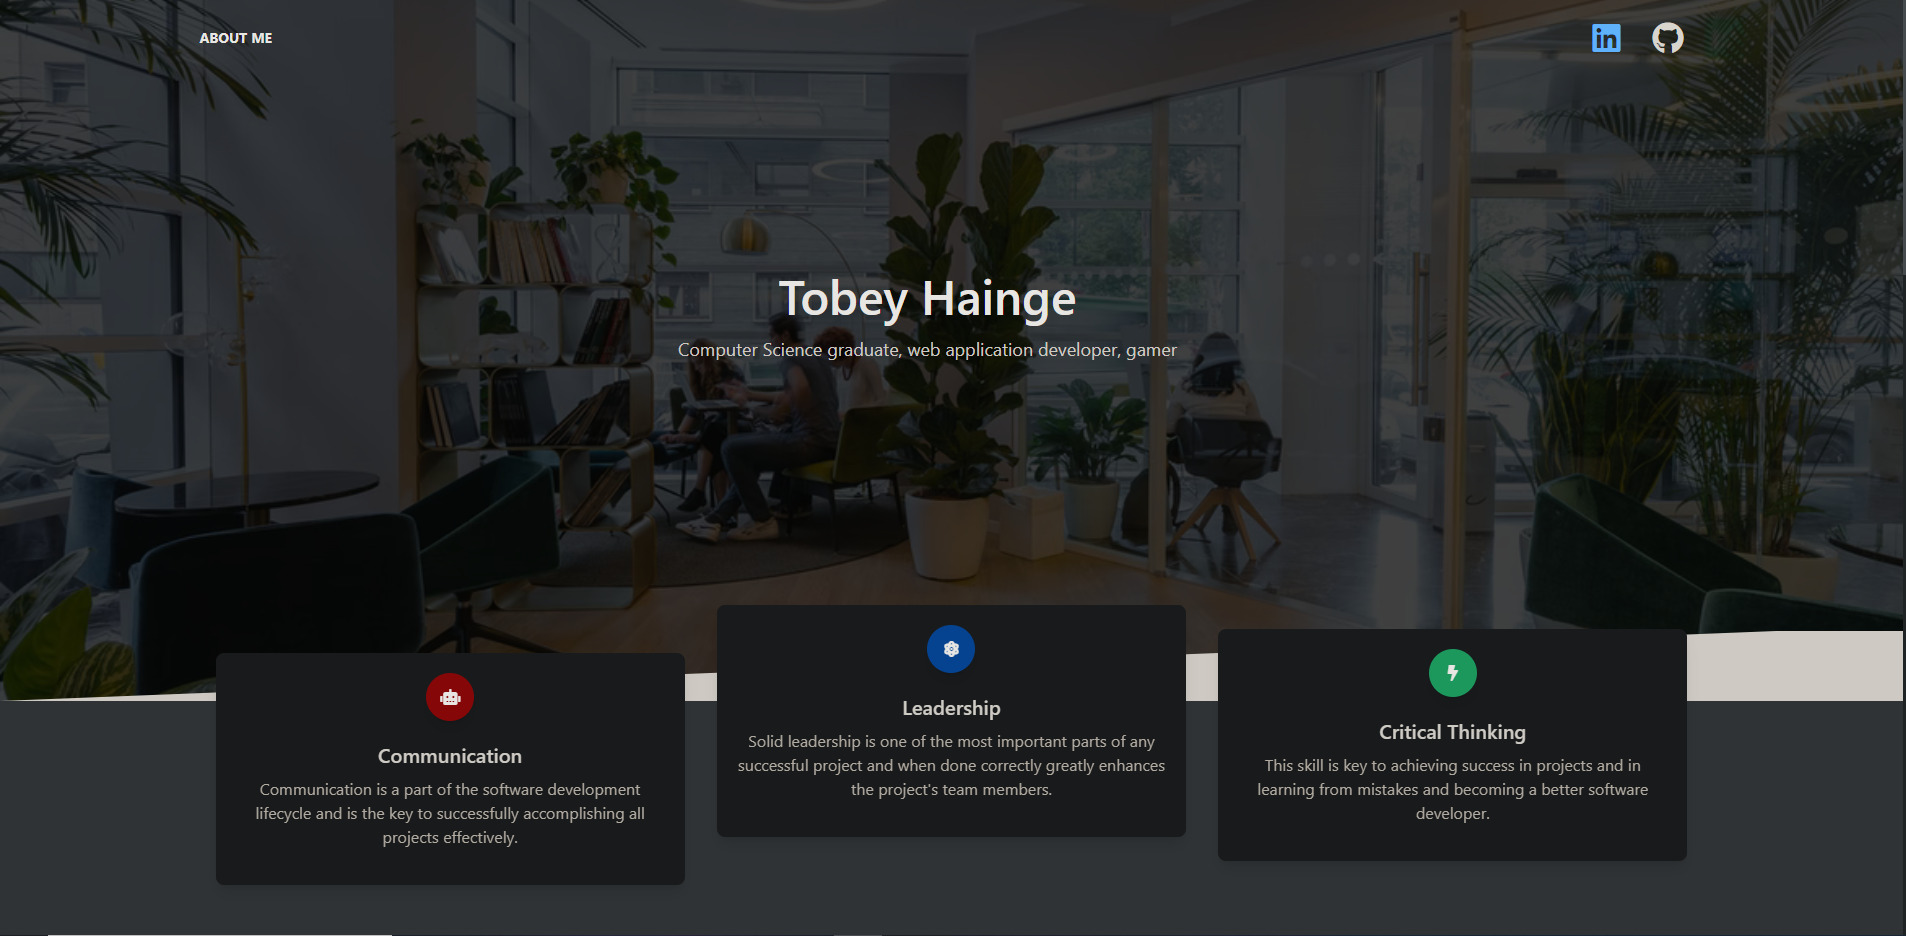 ABOUT ME
in
Tobey Hainge
Computer Science graduate, web application developer, gamer
Communication
Communication is a part of the software development
lifecycle and is the key to successfully accomplishing all
projects effectively.
Leadership
Solid leadership is one of the most important parts of any
successful project and when done correctly greatly enhances
the project's team members.
Critical Thinking
This skill is key to achieving success in projects and in
learning from mistakes and becoming a better software
developer.